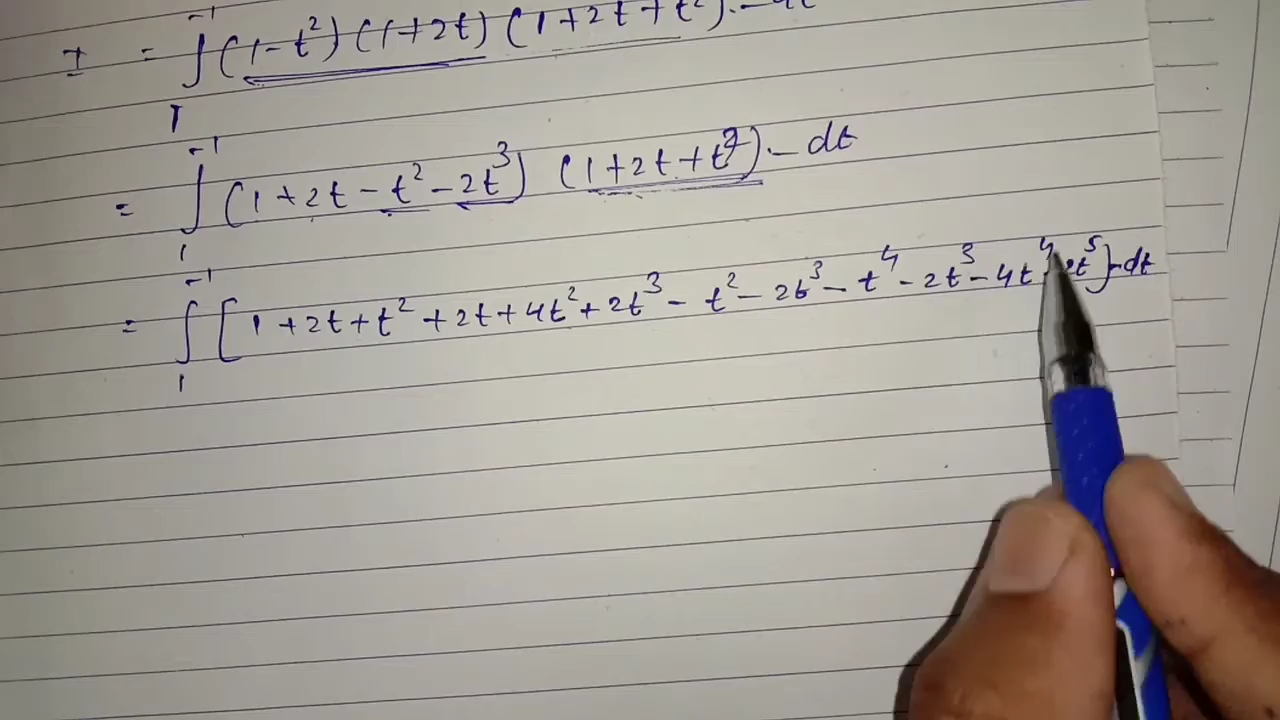 I = ∫₁⁻¹ (1-t²) (1+2t) (1+2t+t²).-dt
= ∫₁⁻¹ (1+2t-t²-2t³) (1+2t+t²).-dt
= ∫₁⁻¹ [1+2t+t²+2t+4t²+2t³-t²-2t³-t⁴-2t³-4t⁴-2t⁵]-dt